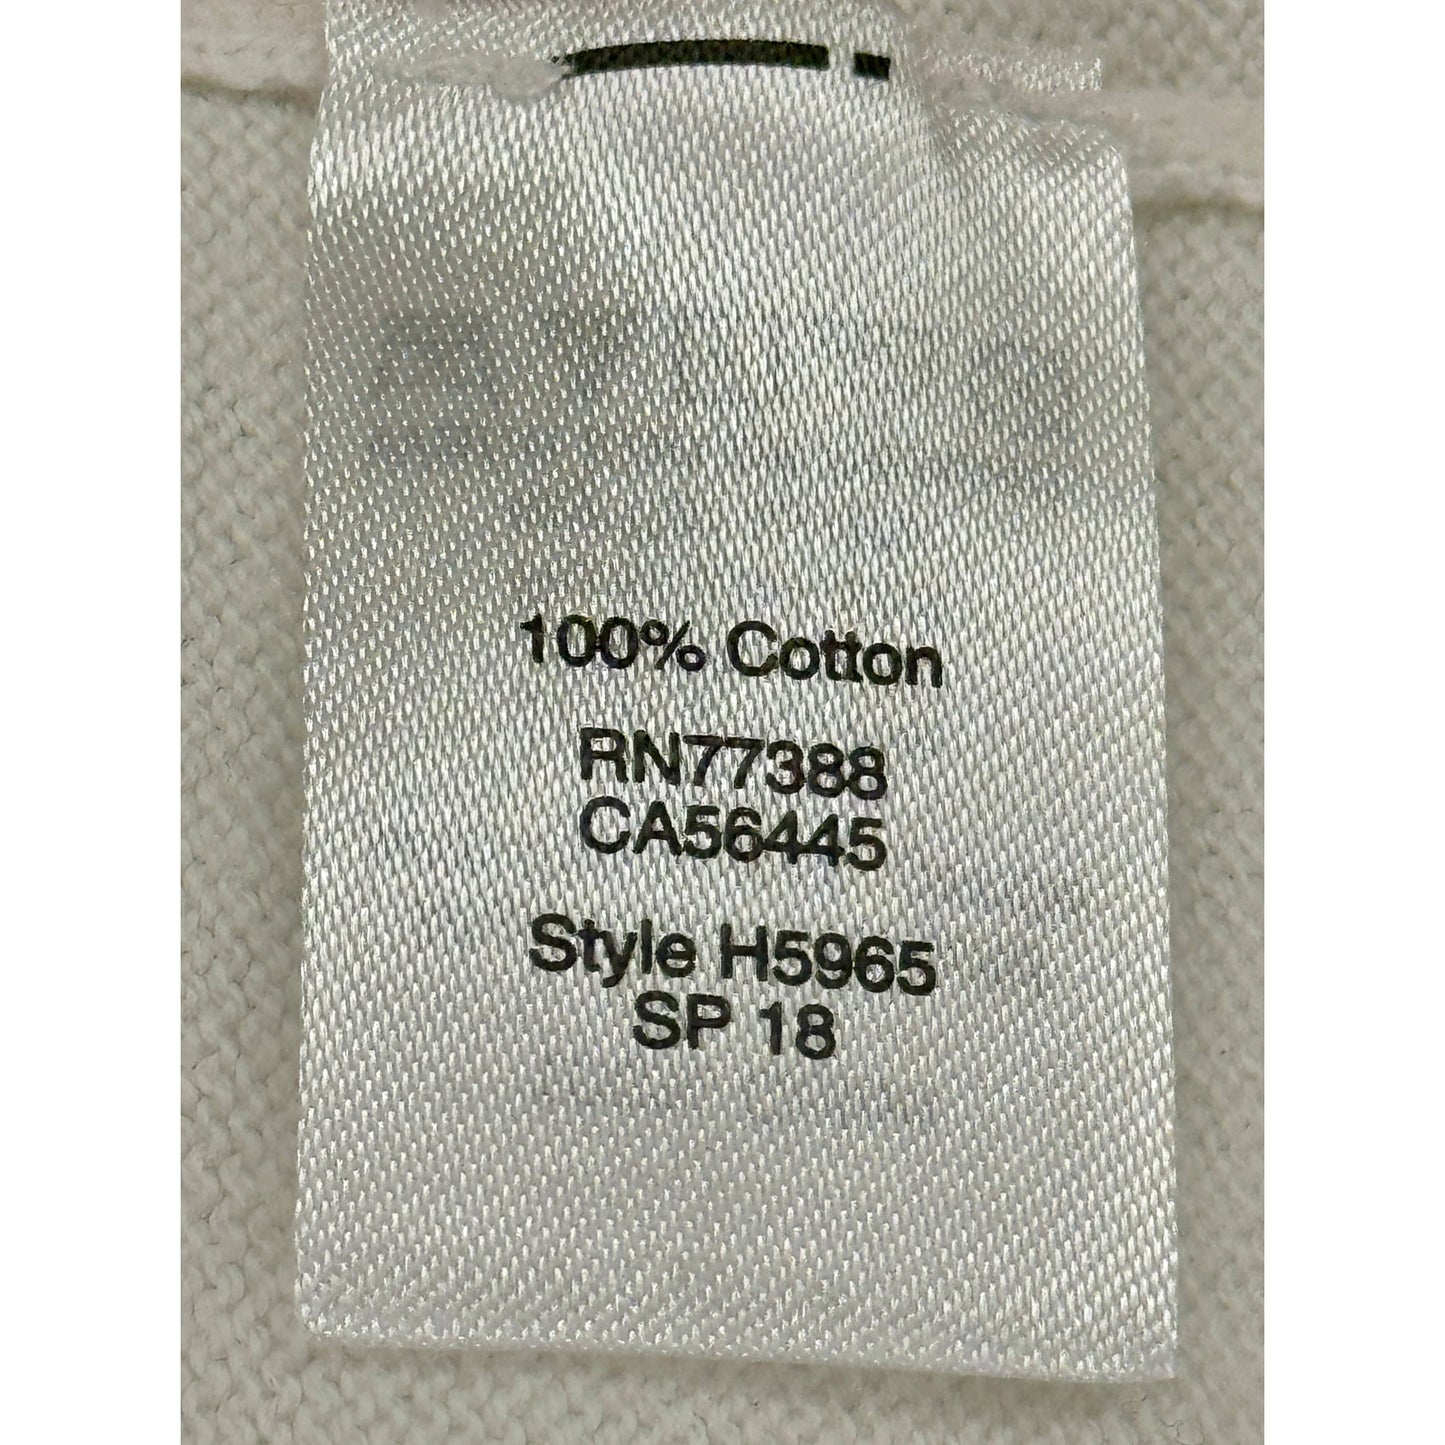 100% Cotton
RN77388
CA56445
Style H5965
SP 18